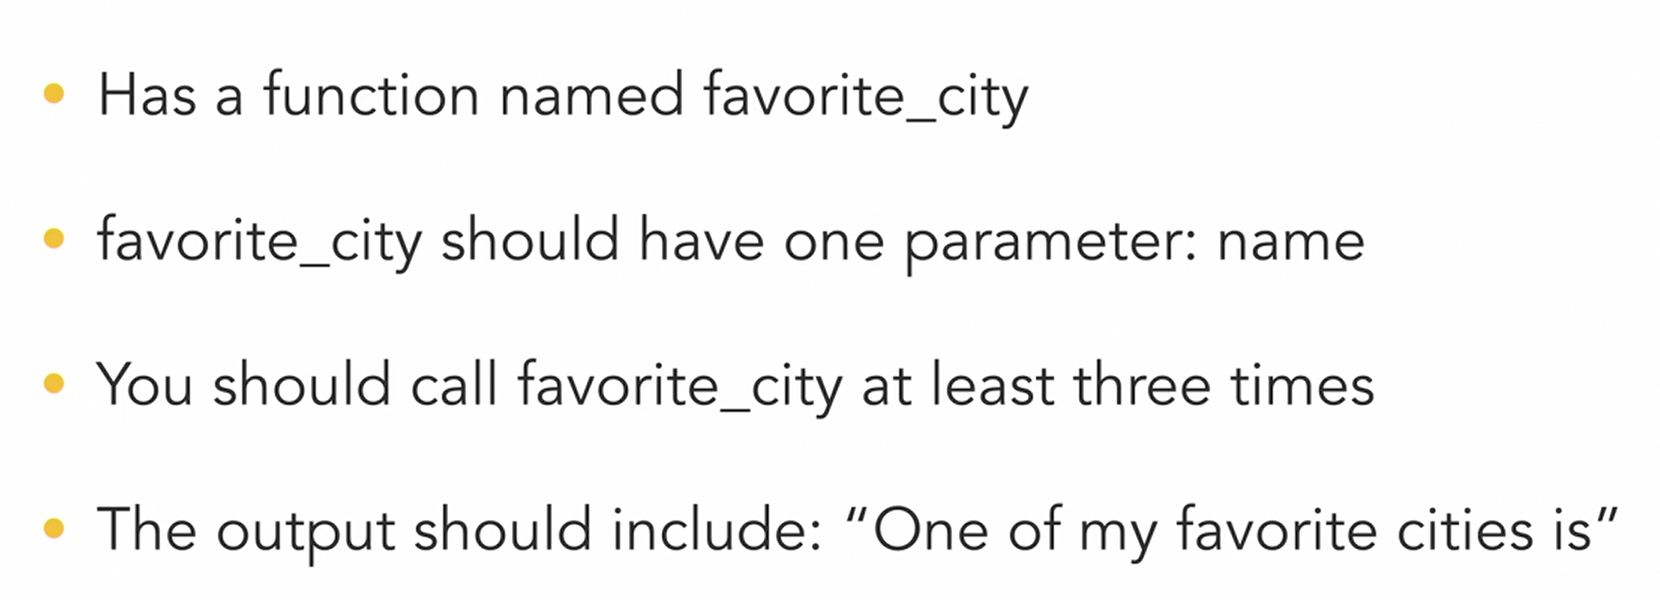 • Has a function named favorite_city
• favorite_city should have one parameter: name
• You should call favorite_city at least three times
• The output should include: “One of my favorite cities is”